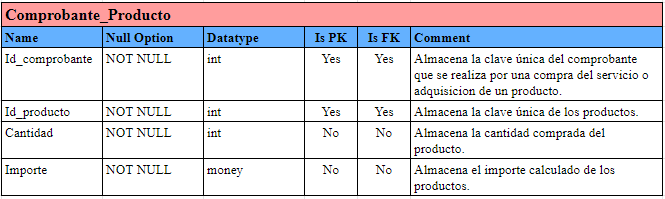 Comprobante_Producto
Name Null Option Datatype Is PK Is FK Comment
Id_comprobante NOT NULL int Yes Yes Almacena la clave única del comprobante
que se realiza por una compra del servicio o
adquisicion de un producto.
Id_producto NOT NULL int Yes Yes Almacena la clave única de los productos.
Cantidad NOT NULL int No No Almacena la cantidad comprada del
producto.
Importe NOT NULL money No No Almacena el importe calculado de los
productos.